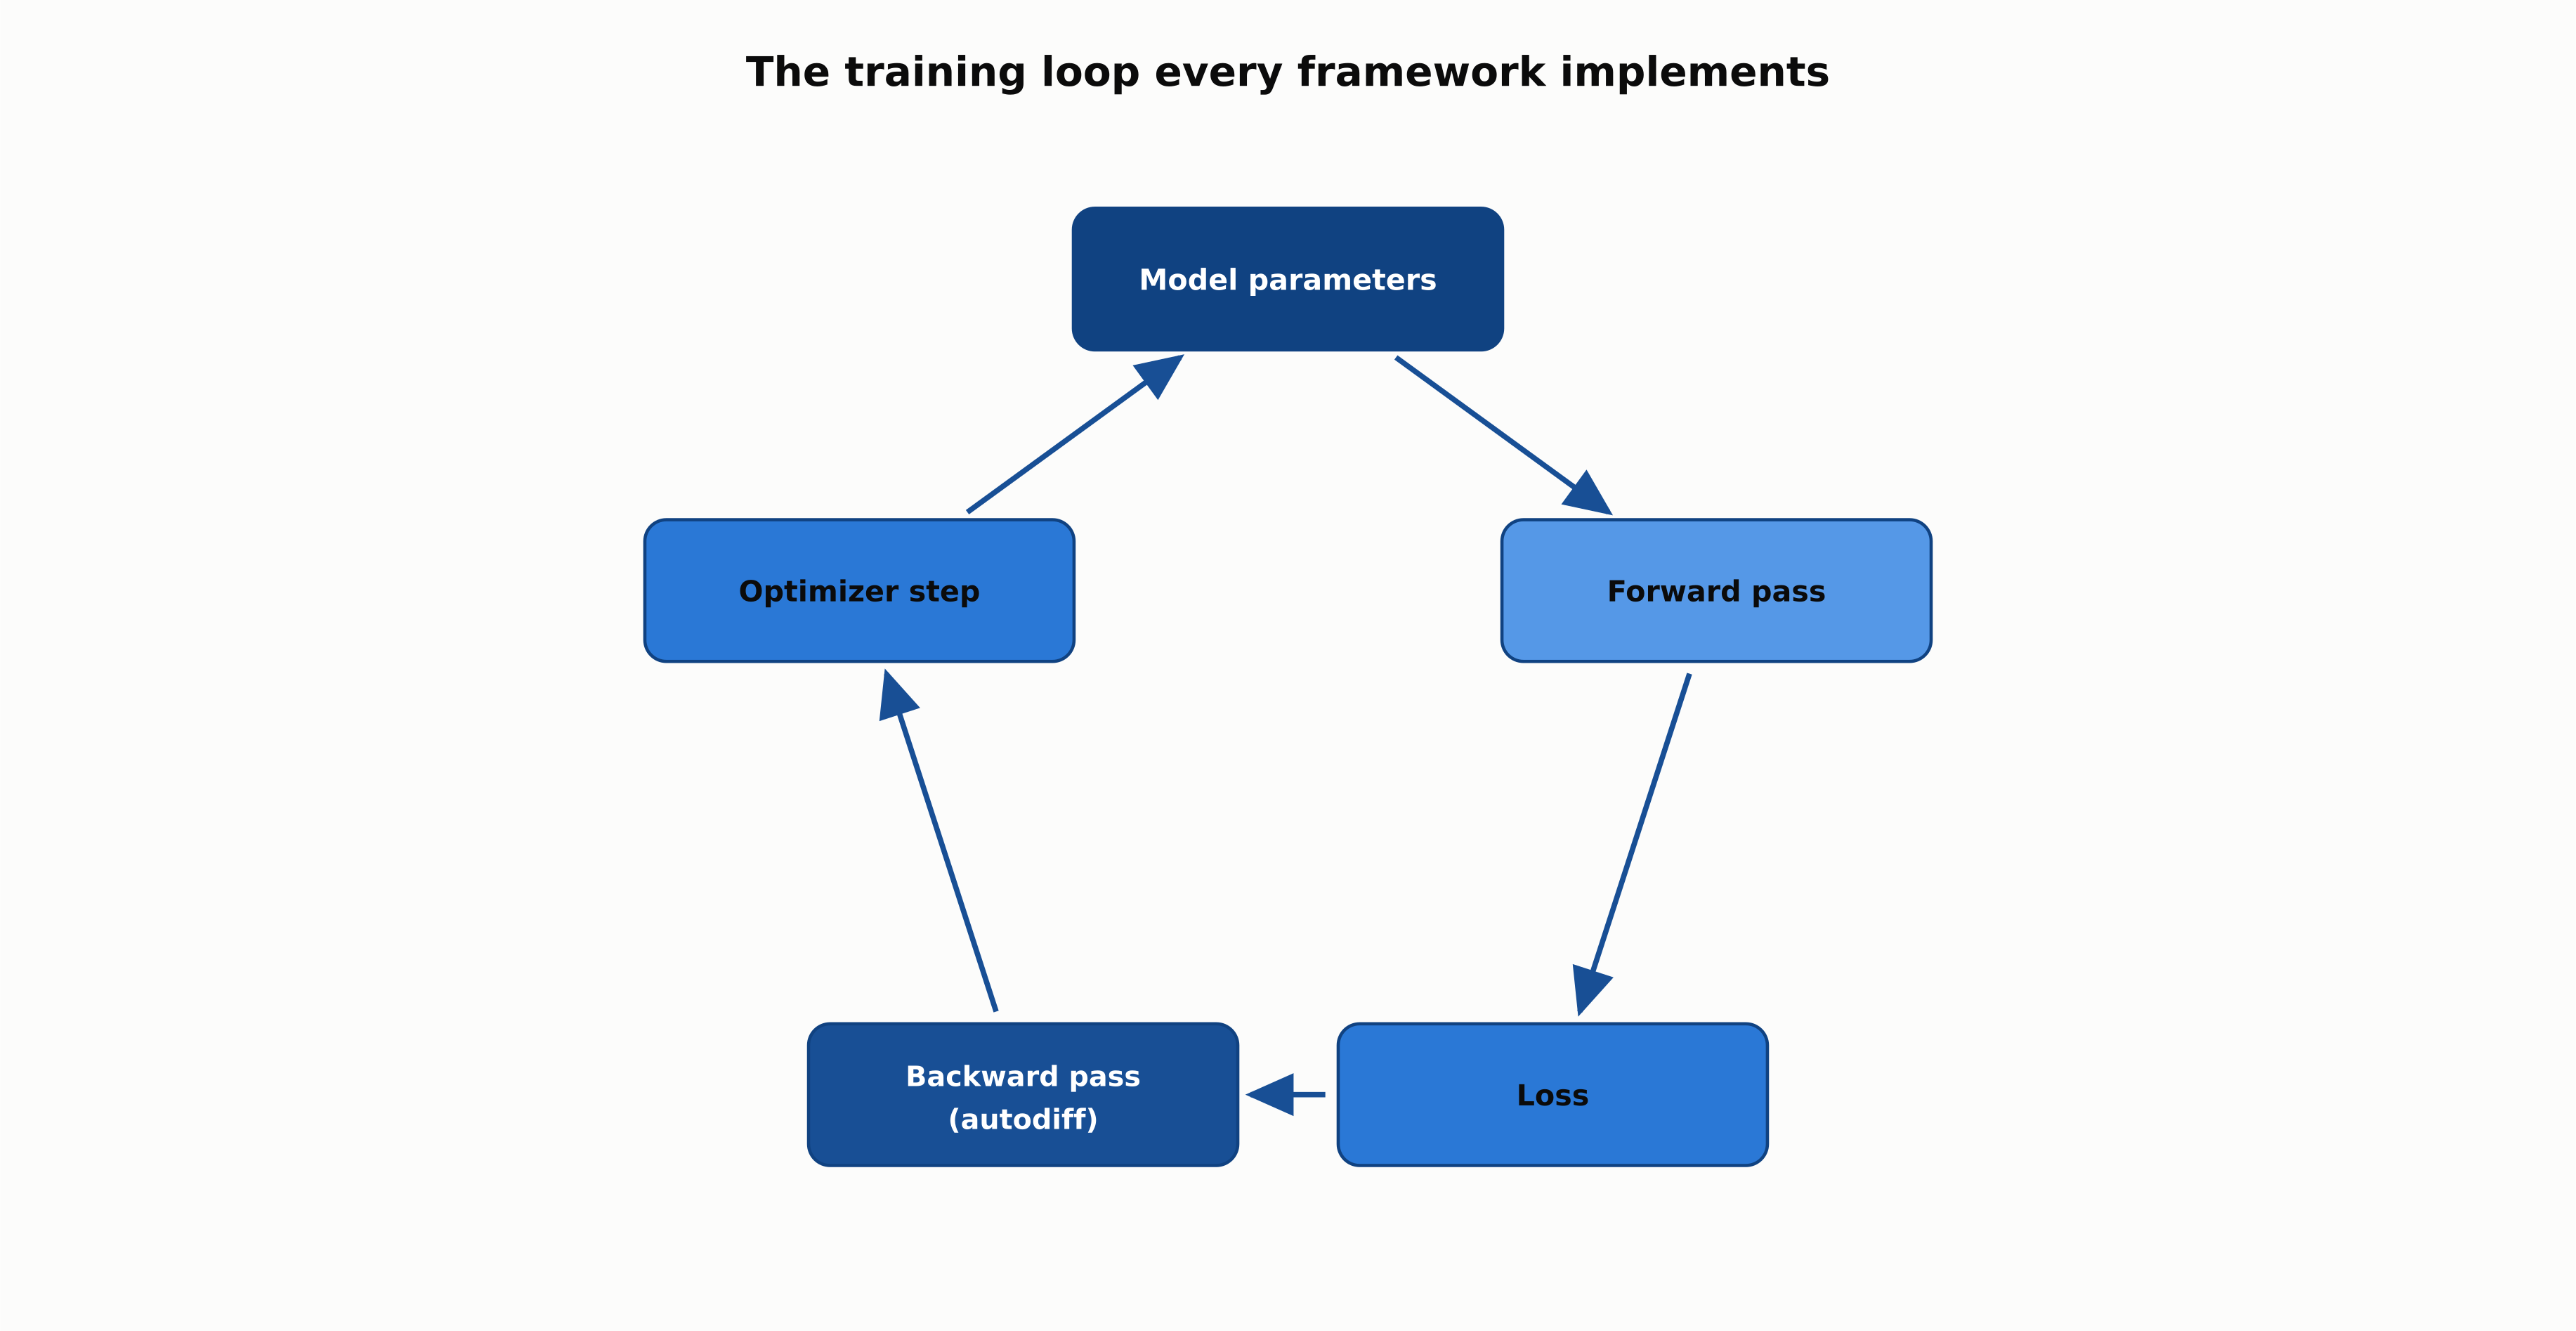 The training loop every framework implements
Model parameters
Optimizer step
Forward pass
Backward pass
(autodiff)
Loss